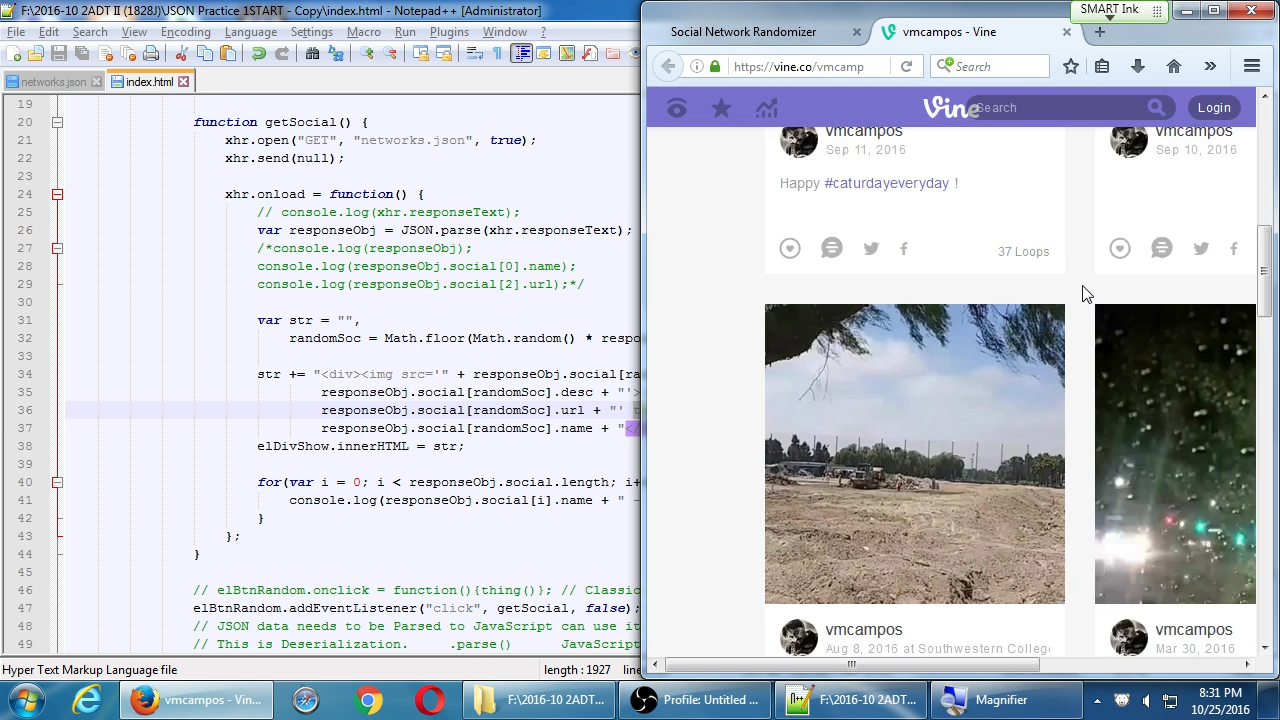 F:\2016-10 2ADT II (1828J)\JSON Practice 1START - Copy\index.html - Notepad++ [Administrator]
File Edit Search View Encoding Language Settings Macro Run Plugins Window ?
networks.json index.html
19
20 function getSocial() {
21 xhr.open("GET", "networks.json", true);
22 xhr.send(null);
23
24 xhr.onload = function() {
25 // console.log(xhr.responseText);
26 var responseObj = JSON.parse(xhr.responseText);
27 /*console.log(responseObj);
28 console.log(responseObj.social[0].name);
29 console.log(responseObj.social[2].url);*/
30
31 var str = "",
32 randomSoc = Math.floor(Math.random() * respo
33
34 str += "<div><img src='" + responseObj.social[ra
35 responseObj.social[randomSoc].desc + "'>
36 responseObj.social[randomSoc].url + "' t
37 responseObj.social[randomSoc].name + "</
38 elDivShow.innerHTML = str;
39
40 for(var i = 0; i < responseObj.social.length; i+
41 console.log(responseObj.social[i].name + " -
42 }
43 };
44 }
45
46 // elBtnRandom.onclick = function(){thing()}; // Classic
47 elBtnRandom.addEventListener("click", getSocial, false);
48 // JSON data needs to be Parsed to JavaScript can use it
49 // This is Deserialization. .parse() JavaScript
Hyper Text Markup Language file length : 1927 line
SMART Ink
Social Network Randomizer vmcampos - Vine
https://vine.co/vmcamp Search
Vine Search Login
vmcampos vmcampos
Sep 11, 2016 Sep 10, 2016
Happy #caturdayeveryday !
37 Loops
vmcampos vmcampos
Aug 8, 2016 at Southwestern Colleg Mar 30, 2016
vmcampos - Vin... F:\2016-10 2ADT... Profile: Untitled ... F:\2016-10 2ADT... Magnifier
8:31 PM
10/25/2016